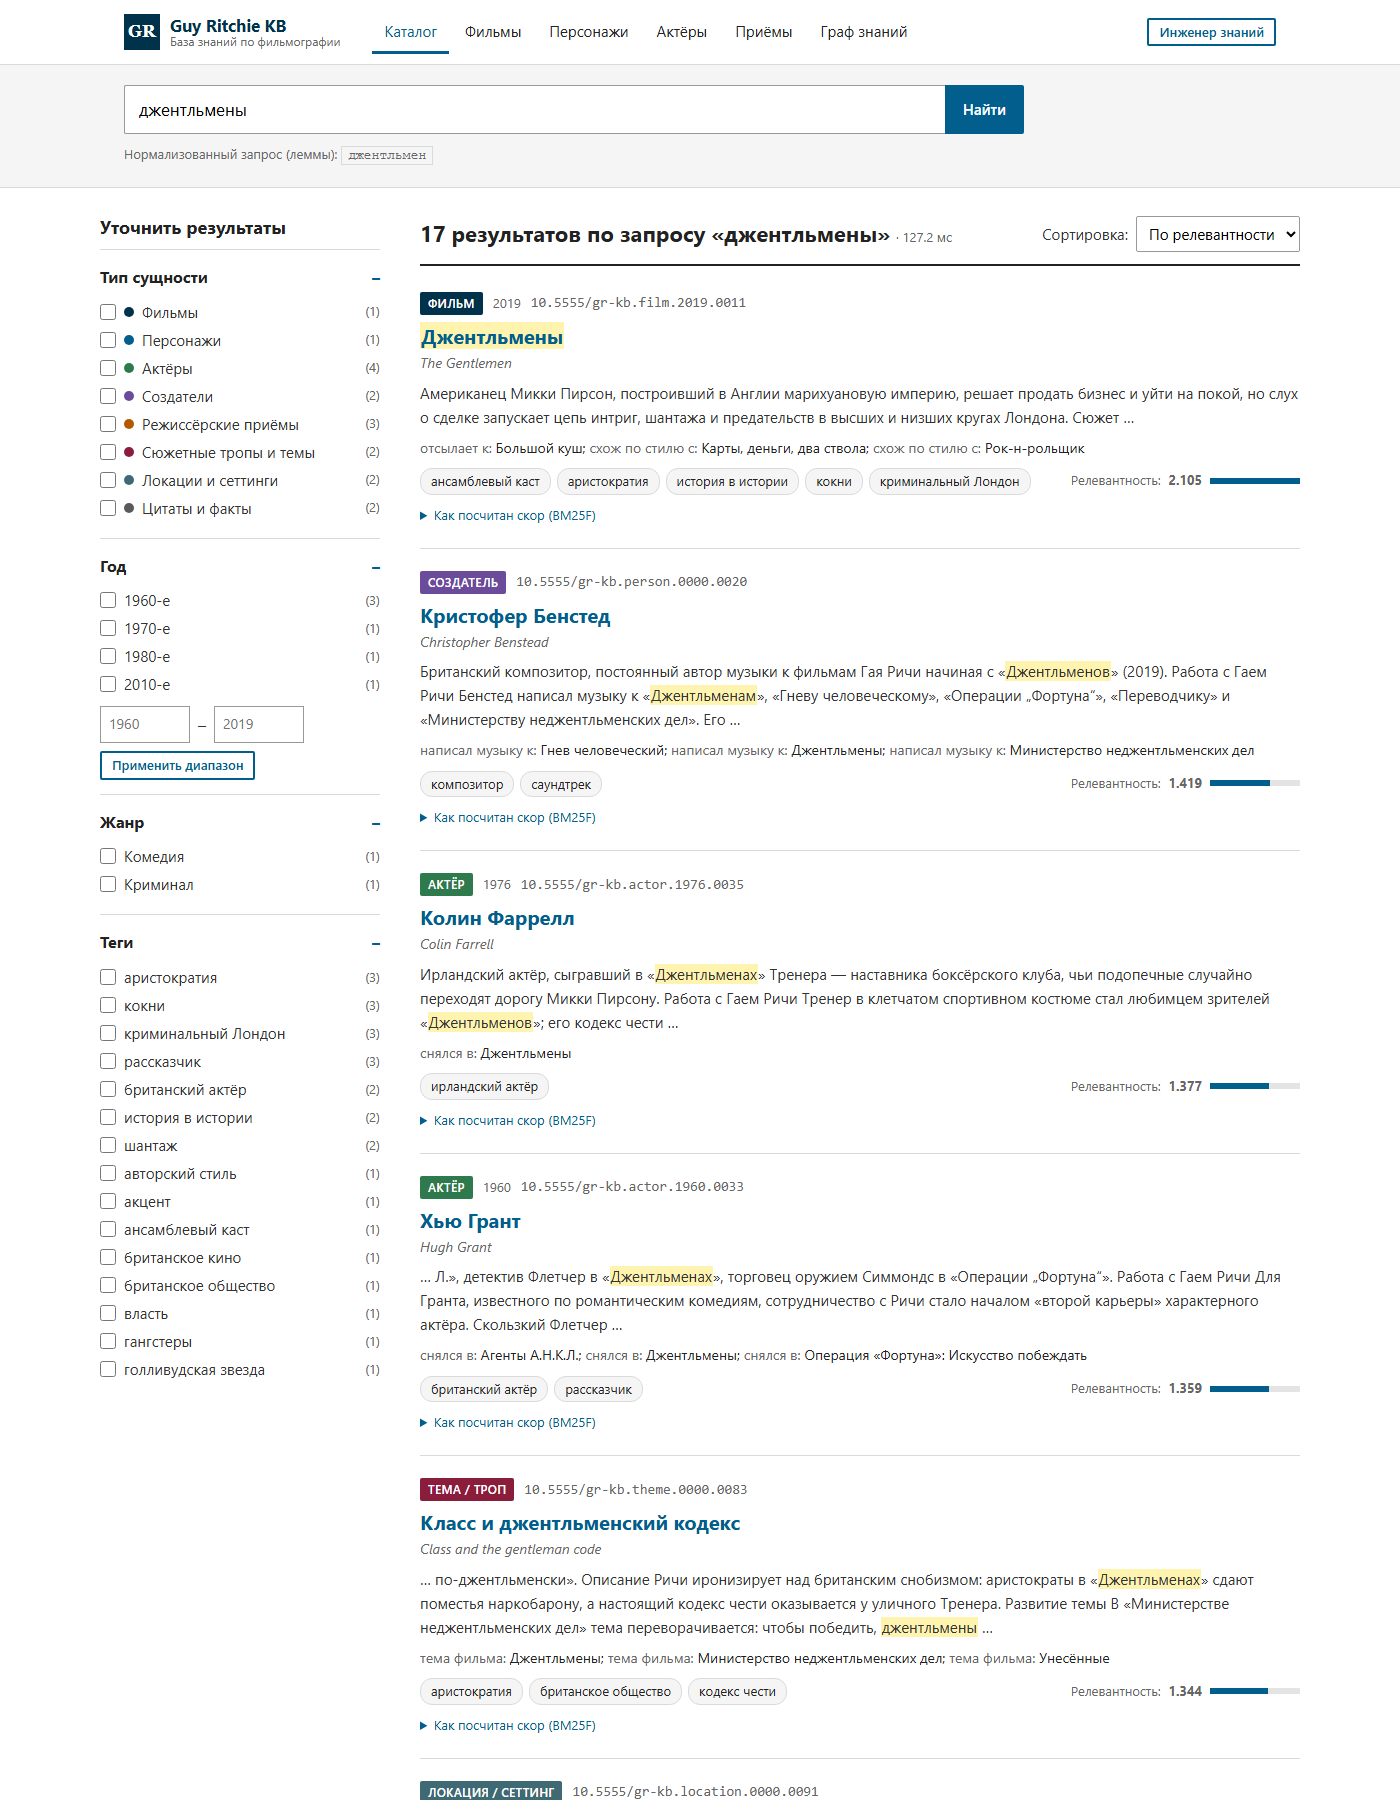 GR
Guy Ritchie KB
База знаний по фильмографии
Каталог
Фильмы
Персонажи
Актёры
Приёмы
Граф знаний
Инженер знаний
джентльмены
Найти
Нормализованный запрос (леммы): джентльмен
Уточнить результаты
Тип сущности –
Фильмы (1)
Персонажи (1)
Актёры (4)
Создатели (2)
Режиссёрские приёмы (3)
Сюжетные тропы и темы (2)
Локации и сеттинги (2)
Цитаты и факты (2)
Год –
1960-е (3)
1970-е (1)
1980-е (1)
2010-е (1)
1960 – 2019
Применить диапазон
Жанр –
Комедия (1)
Криминал (1)
Теги –
аристократия (3)
кокни (3)
криминальный Лондон (3)
рассказчик (3)
британский актёр (2)
история в истории (2)
шантаж (2)
авторский стиль (1)
акцент (1)
ансамблевый каст (1)
британское кино (1)
британское общество (1)
власть (1)
гангстеры (1)
голливудская звезда (1)
17 результатов по запросу «джентльмены» · 127.2 мс
Сортировка: По релевантности
ФИЛЬМ 2019 10.5555/gr-kb.film.2019.0011
Джентльмены
The Gentlemen
Американец Микки Пирсон, построивший в Англии марихуановую империю, решает продать бизнес и уйти на покой, но слух
о сделке запускает цепь интриг, шантажа и предательств в высших и низших кругах Лондона. Сюжет ...
отсылает к: Большой куш; схож по стилю с: Карты, деньги, два ствола; схож по стилю с: Рок-н-рольщик
ансамблевый каст аристократия история в истории кокни криминальный Лондон Релевантность: 2.105
Как посчитан скор (BM25F)
СОЗДАТЕЛЬ 10.5555/gr-kb.person.0000.0020
Кристофер Бенстед
Christopher Benstead
Британский композитор, постоянный автор музыки к фильмам Гая Ричи начиная с «Джентльменов» (2019). Работа с Гаем
Ричи Бенстед написал музыку к «Джентльменам», «Гневу человеческому», «Операции „Фортуна“», «Переводчику» и
«Министерству неджентльменских дел». Его ...
написал музыку к: Гнев человеческий; написал музыку к: Джентльмены; написал музыку к: Министерство неджентльменских дел
композитор саундтрек Релевантность: 1.419
Как посчитан скор (BM25F)
АКТЁР 1976 10.5555/gr-kb.actor.1976.0035
Колин Фаррелл
Colin Farrell
Ирландский актёр, сыгравший в «Джентльменах» Тренера — наставника боксёрского клуба, чьи подопечные случайно
переходят дорогу Микки Пирсону. Работа с Гаем Ричи Тренер в клетчатом спортивном костюме стал любимцем зрителей
«Джентльменов»; его кодекс чести ...
снялся в: Джентльмены
ирландский актёр Релевантность: 1.377
Как посчитан скор (BM25F)
АКТЁР 1960 10.5555/gr-kb.actor.1960.0033
Хью Грант
Hugh Grant
... Л.», детектив Флетчер в «Джентльменах», торговец оружием Симмондс в «Операции „Фортуна“». Работа с Гаем Ричи Для
Гранта, известного по романтическим комедиям, сотрудничество с Ричи стало началом «второй карьеры» характерного
актёра. Скользкий Флетчер ...
снялся в: Агенты А.Н.К.Л.; снялся в: Джентльмены; снялся в: Операция «Фортуна»: Искусство побеждать
британский актёр рассказчик Релевантность: 1.359
Как посчитан скор (BM25F)
ТЕМА / ТРОП 10.5555/gr-kb.theme.0000.0083
Класс и джентльменский кодекс
Class and the gentleman code
... по-джентльменски». Описание Ричи иронизирует над британским снобизмом: аристократы в «Джентльменах» сдают
поместья наркобарону, а настоящий кодекс чести оказывается у уличного Тренера. Развитие темы В «Министерстве
неджентльменских дел» тема переворачивается: чтобы победить, джентльмены ...
тема фильма: Джентльмены; тема фильма: Министерство неджентльменских дел; тема фильма: Унесённые
аристократия британское общество кодекс чести Релевантность: 1.344
Как посчитан скор (BM25F)
ЛОКАЦИЯ / СЕТТИНГ 10.5555/gr-kb.location.0000.0091